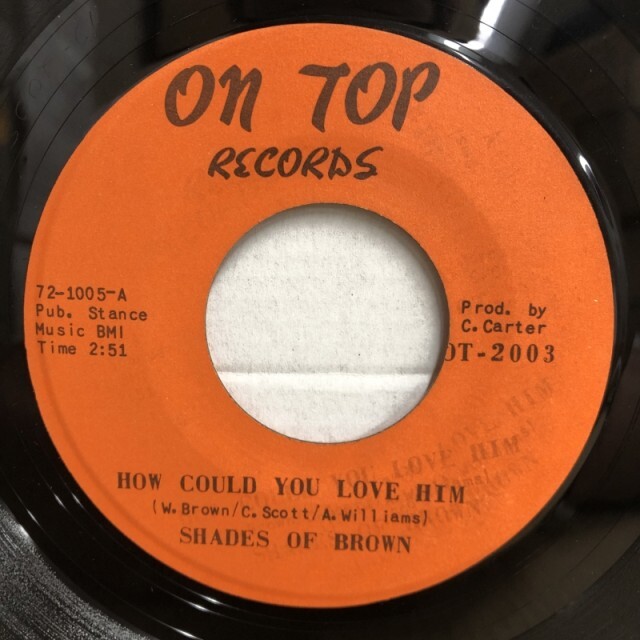 ON TOP
RECORDS
72-1005-A
Pub. Stance
Music BMI
Time 2:51
Prod. by
C. Carter
OT-2003
HOW COULD YOU LOVE HIM
(W. Brown/C. Scott/A. Williams)
SHADES OF BROWN